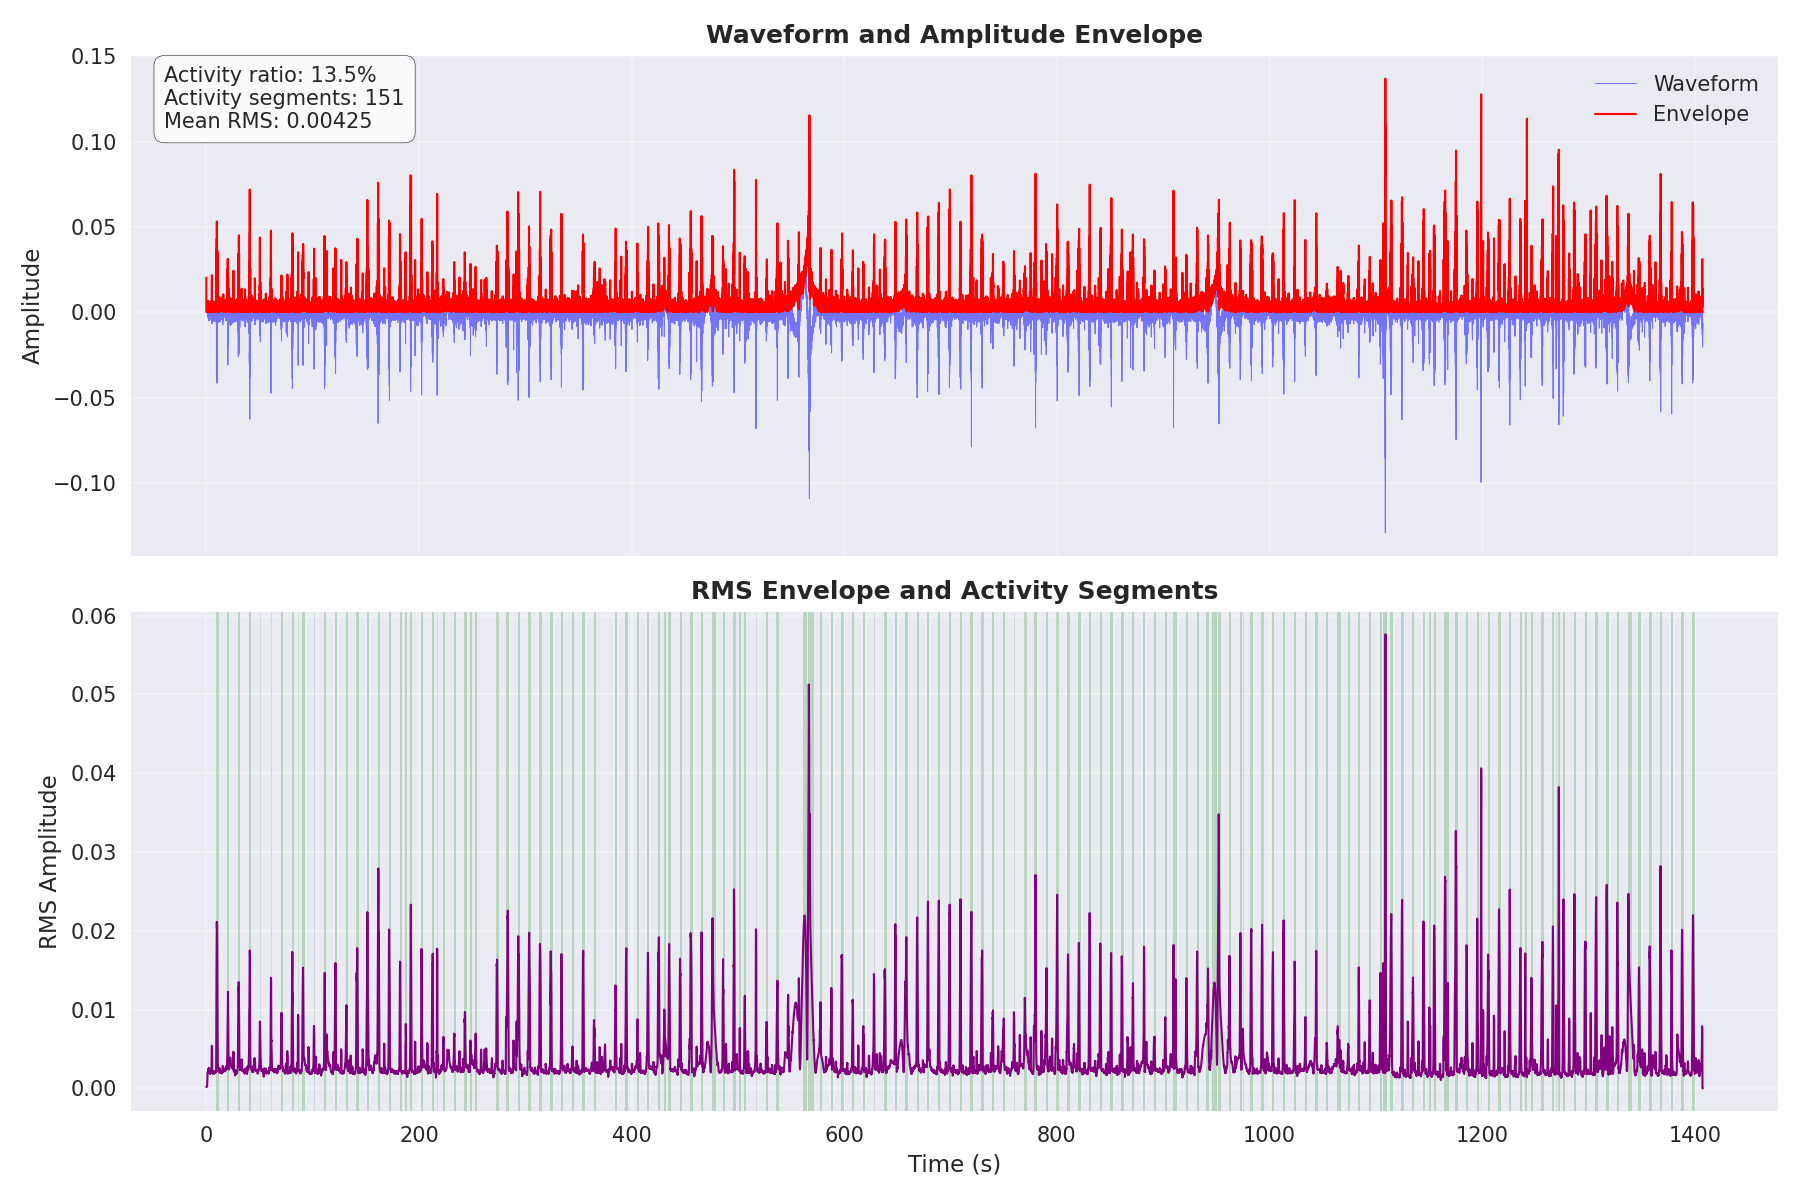 Waveform and Amplitude Envelope
0.15
Activity ratio: 13.5%
Activity segments: 151
Mean RMS: 0.00425
Waveform
Envelope
0.10
0.05
0.00
−0.05
−0.10
Amplitude
RMS Envelope and Activity Segments
0.06
0.05
0.04
0.03
0.02
0.01
0.00
RMS Amplitude
0 200 400 600 800 1000 1200 1400
Time (s)